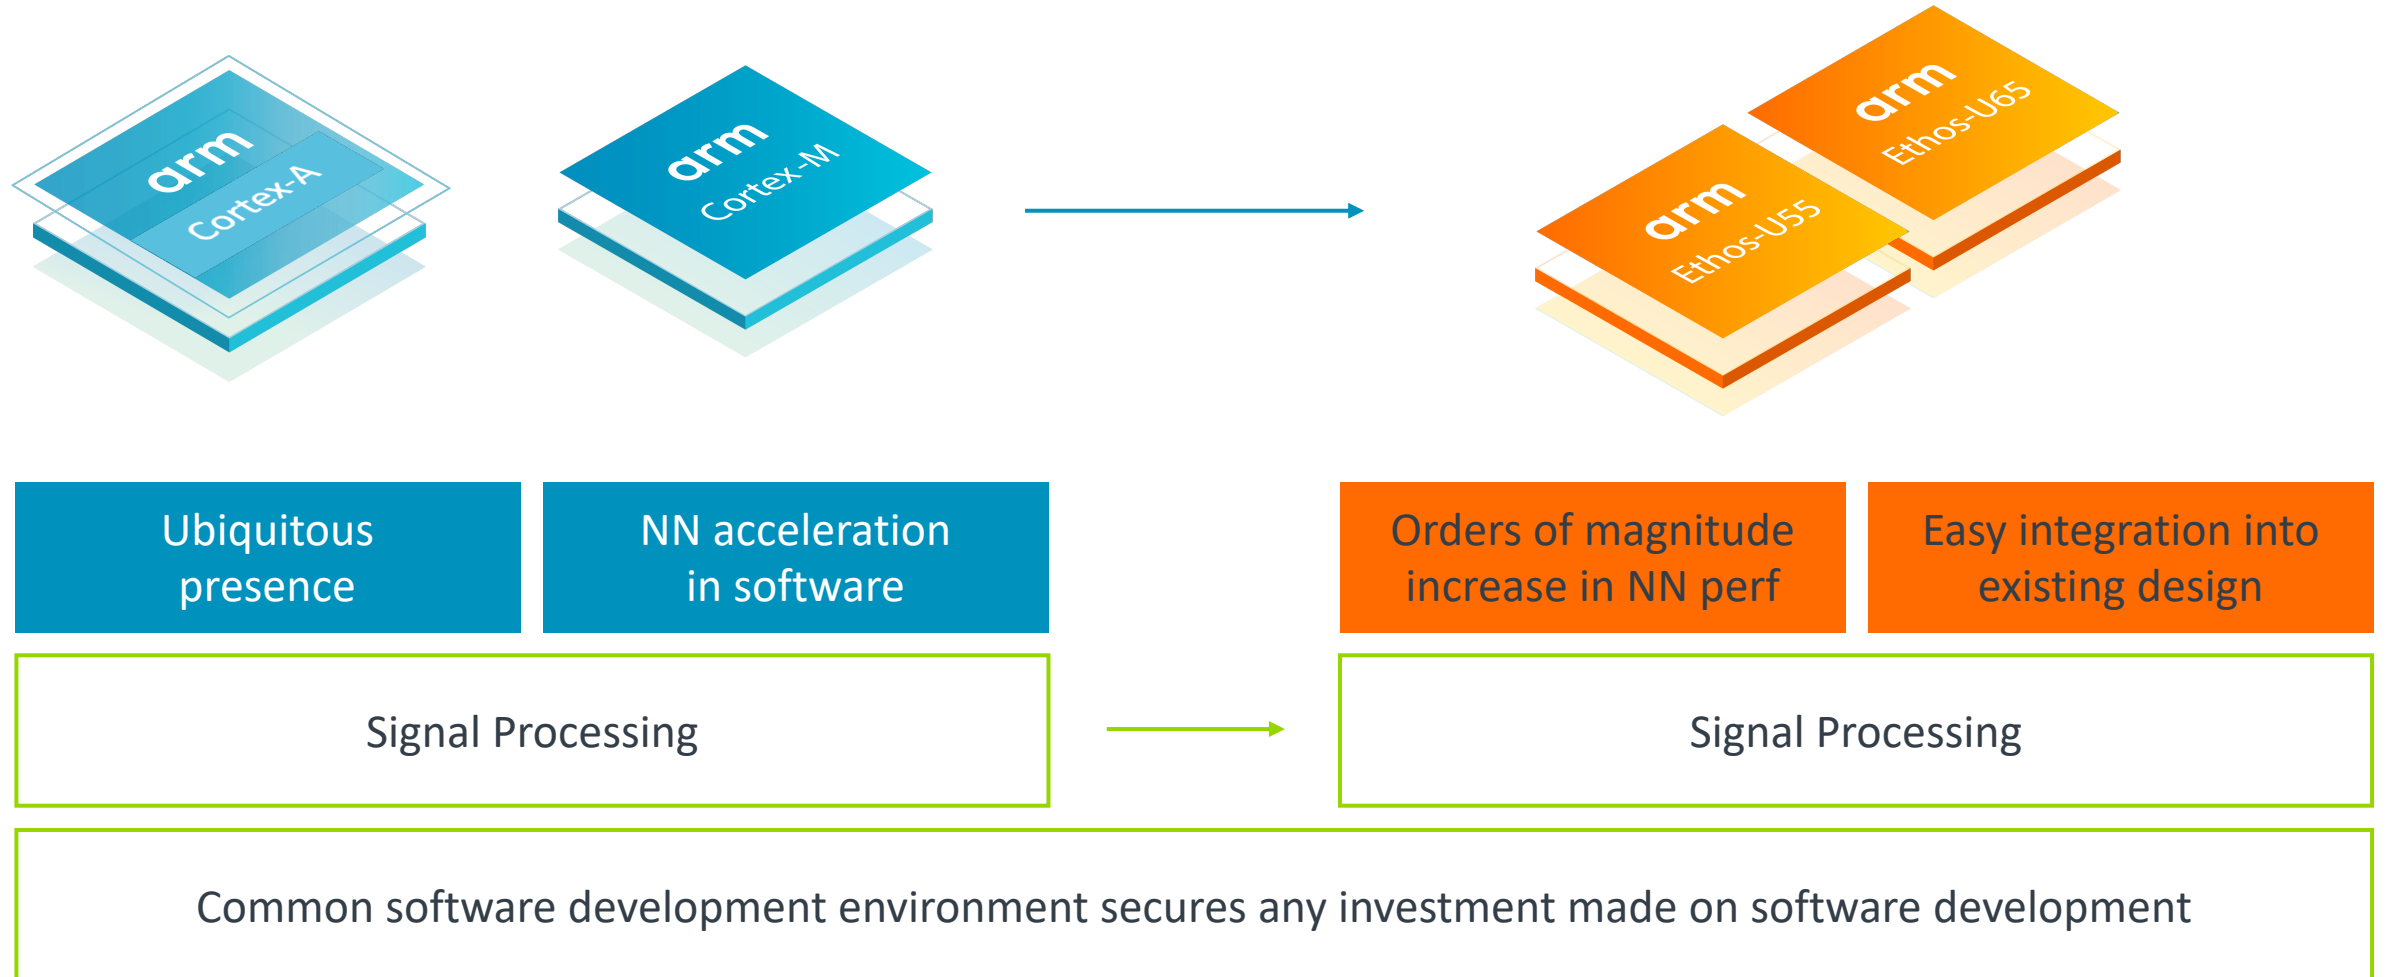 arm
Cortex-A
arm
Cortex-M
arm
Ethos-U55
arm
Ethos-U65
Ubiquitous
presence
NN acceleration
in software
Orders of magnitude
increase in NN perf
Easy integration into
existing design
Signal Processing
Signal Processing
Common software development environment secures any investment made on software development